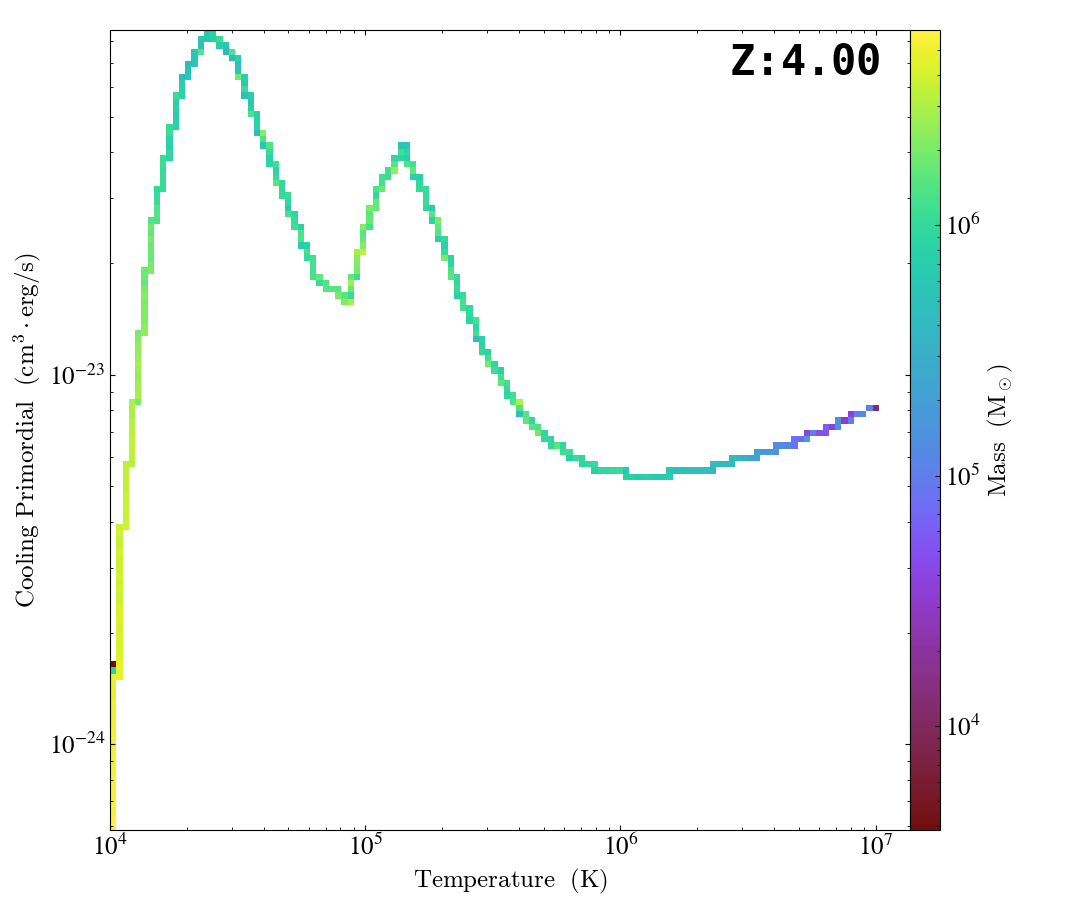 Z:4.00
Cooling Primordial (cm³ · erg/s)
10⁻²³
10⁻²⁴
10⁴
10⁵
10⁶
10⁷
Temperature (K)
10⁶
10⁵
10⁴
Mass (M☉)